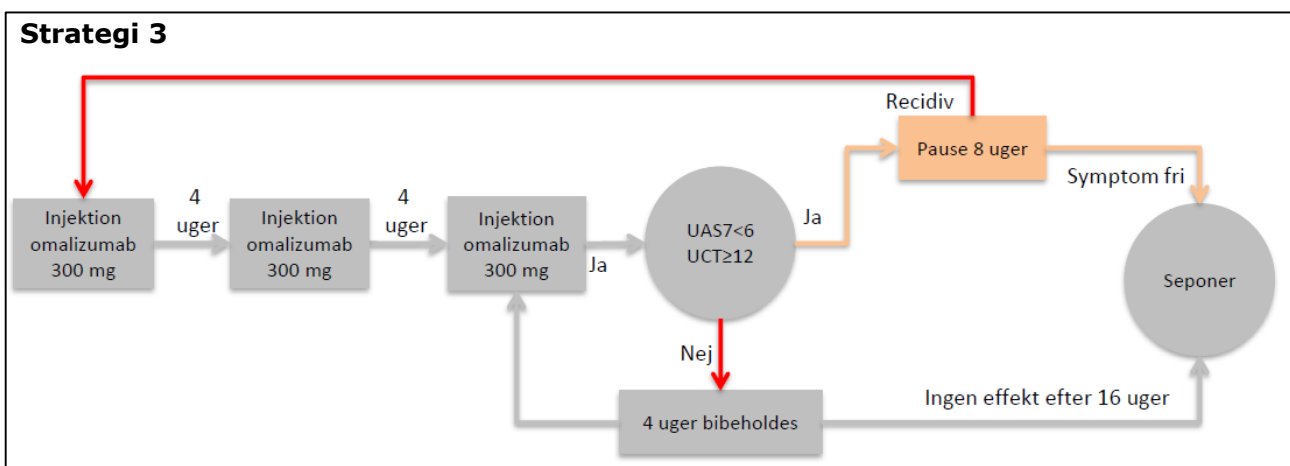 Strategi 3
Recidiv
Pause 8 uger
Symptom fri
4
uger
4
uger
Injektion
omalizumab
300 mg
Injektion
omalizumab
300 mg
Injektion
omalizumab
300 mg
Ja
UAS7<6
UCT≥12
Ja
Seponer
Nej
4 uger bibeholdes
Ingen effekt efter 16 uger